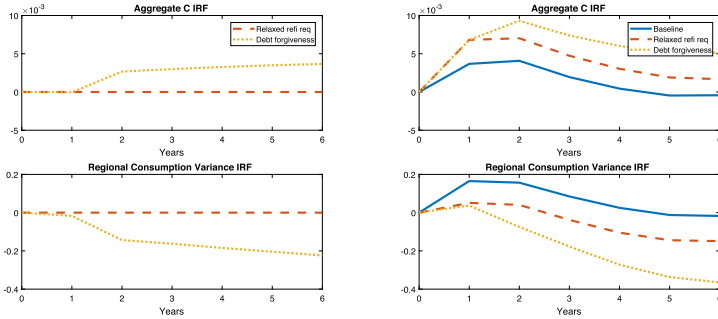 Aggregate C IRF
10 ×10⁻³
5
0
-5
0 1 2 3 4 5 6
Years
Relaxed refi req
Debt forgiveness
Aggregate C IRF
10 ×10⁻³
5
0
-5
0 1 2 3 4 5 6
Years
Baseline
Relaxed refi req
Debt forgiveness
Regional Consumption Variance IRF
0.2
0
-0.2
-0.4
0 1 2 3 4 5 6
Years
Regional Consumption Variance IRF
0.2
0
-0.2
-0.4
0 1 2 3 4 5 6
Years